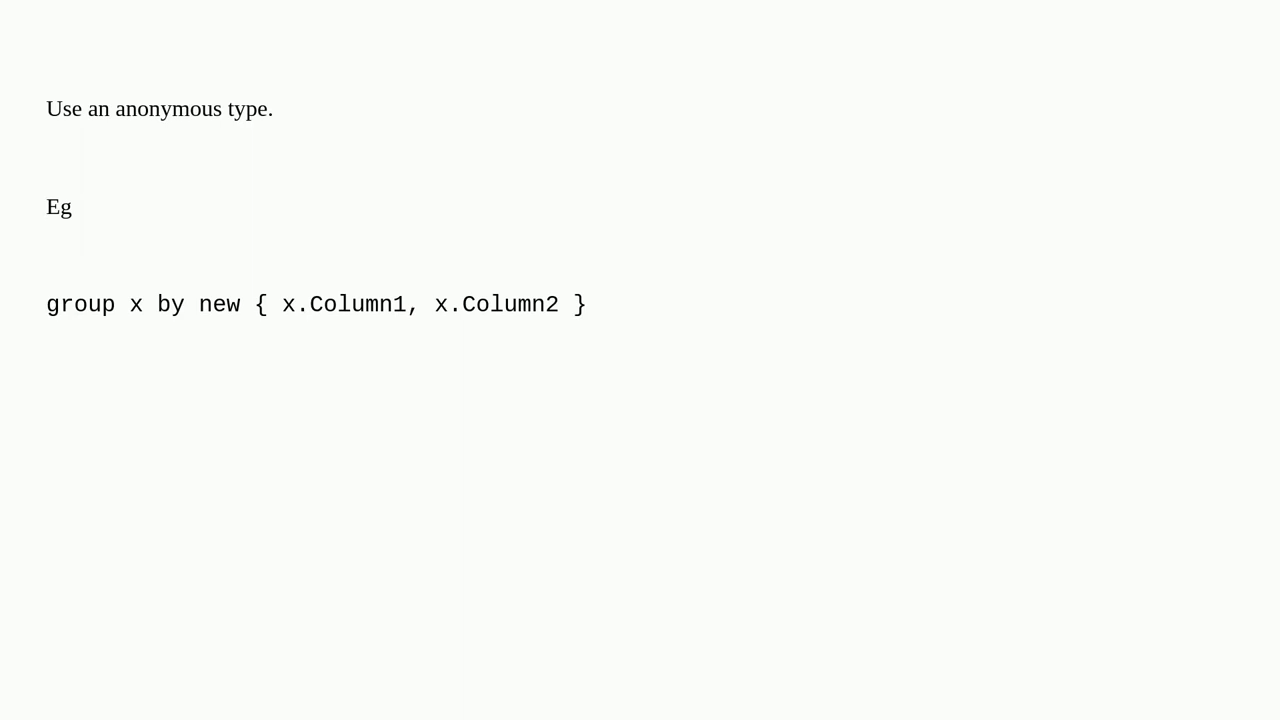 Use an anonymous type.
Eg
group x by new { x.Column1, x.Column2 }